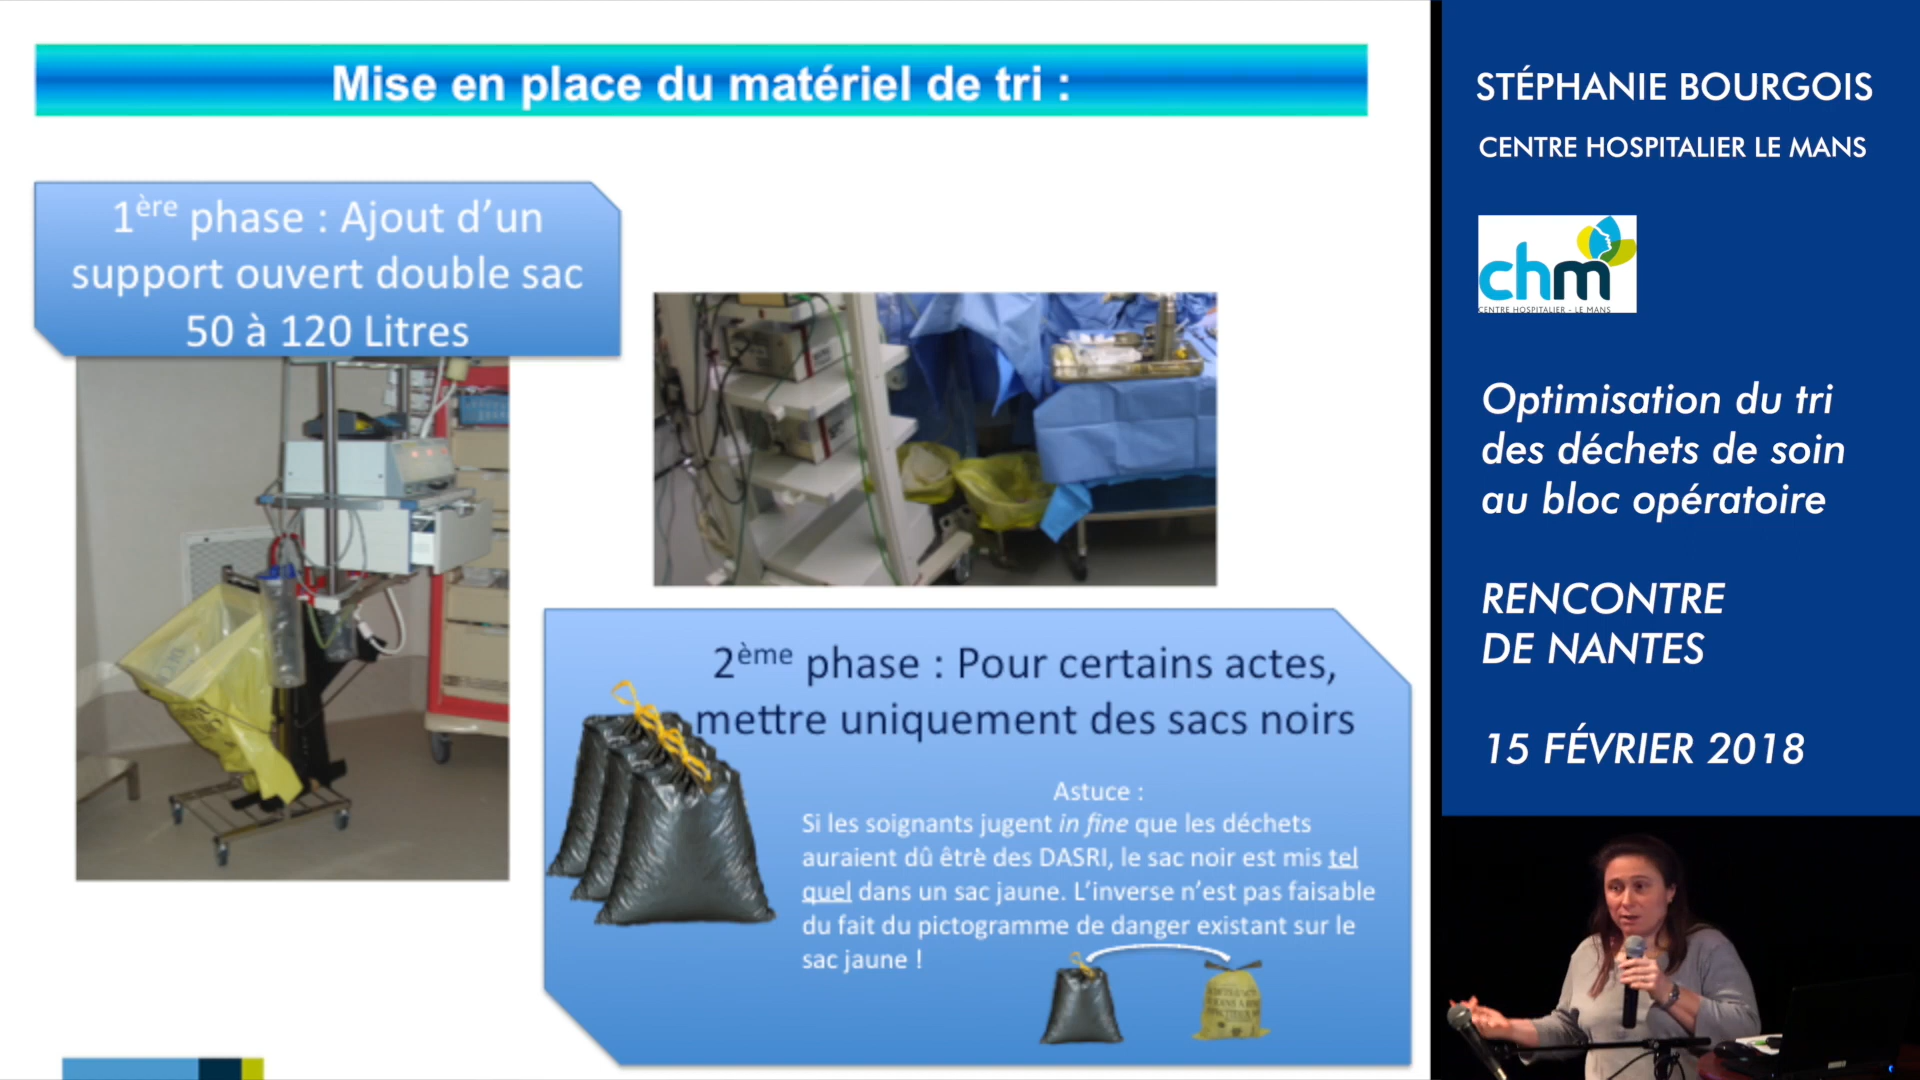 Mise en place du matériel de tri :
1ère phase : Ajout d’un
support ouvert double sac
50 à 120 Litres
2ème phase : Pour certains actes,
mettre uniquement des sacs noirs
Astuce :
Si les soignants jugent in fine que les déchets
auraient dû être des DASRI, le sac noir est mis tel
quel dans un sac jaune. L’inverse n’est pas faisable
du fait du pictogramme de danger existant sur le
sac jaune !
STÉPHANIE BOURGOIS
CENTRE HOSPITALIER LE MANS
chm
CENTRE HOSPITALIER - LE MANS
Optimisation du tri
des déchets de soin
au bloc opératoire
RENCONTRE
DE NANTES
15 FÉVRIER 2018